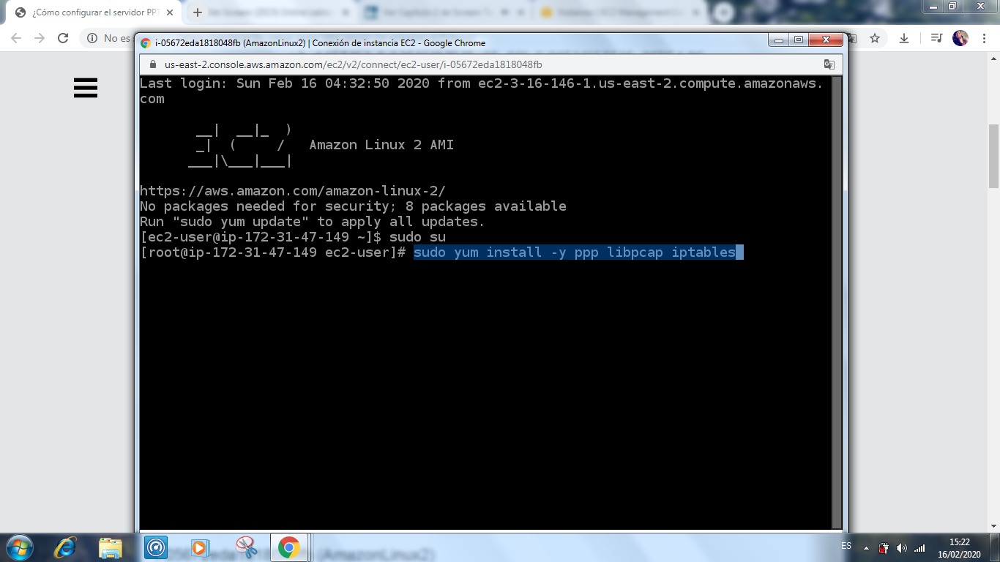 ¿Cómo configurar el servidor PPT
No es
i-05672eda1818048fb (AmazonLinux2) | Conexión de instancia EC2 - Google Chrome
us-east-2.console.aws.amazon.com/ec2/v2/connect/ec2-user/i-05672eda1818048fb
Last login: Sun Feb 16 04:32:50 2020 from ec2-3-16-146-1.us-east-2.compute.amazonaws.
com
__|  __|_  )
_|  (     /   Amazon Linux 2 AMI
___|\___|___|
https://aws.amazon.com/amazon-linux-2/
No packages needed for security; 8 packages available
Run "sudo yum update" to apply all updates.
[ec2-user@ip-172-31-47-149 ~]$ sudo su
[root@ip-172-31-47-149 ec2-user]# sudo yum install -y ppp libpcap iptables
ES
15:22
16/02/2020